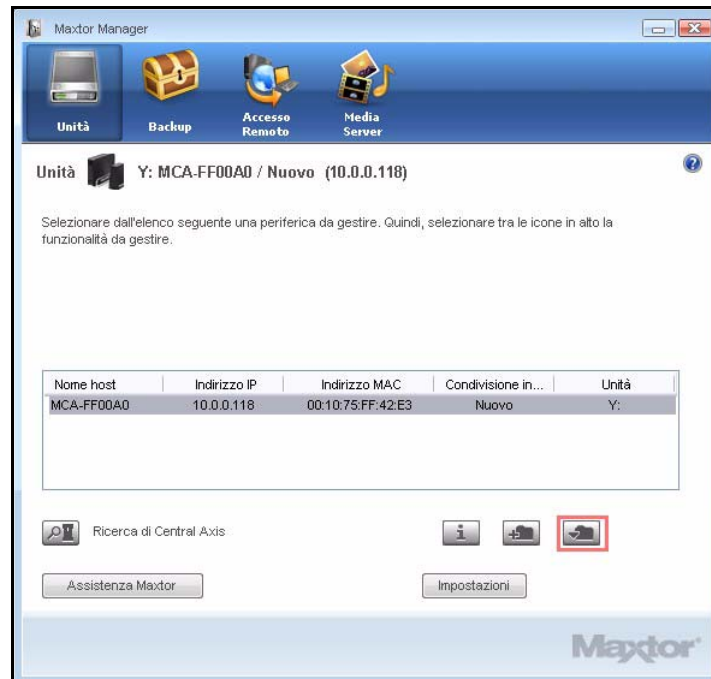 Maxtor Manager
Unità
Backup
Accesso
Remoto
Media
Server
Unità Y: MCA-FF00A0 / Nuovo (10.0.0.118)
Selezionare dall'elenco seguente una periferica da gestire. Quindi, selezionare tra le icone in alto la
funzionalità da gestire.
Nome host Indirizzo IP Indirizzo MAC Condivisione in... Unità
MCA-FF00A0 10.0.0.118 00:10:75:FF:42:E3 Nuovo Y:
Ricerca di Central Axis
Assistenza Maxtor Impostazioni
Maxtor